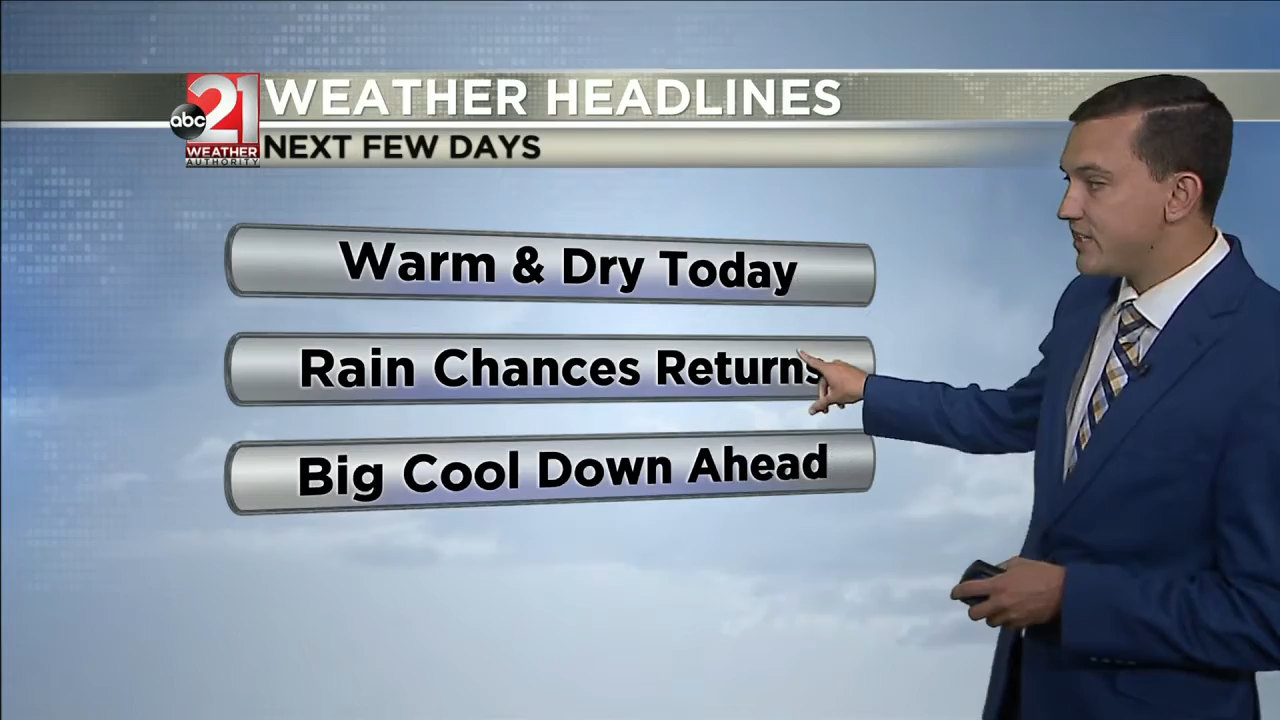 abc 21 WEATHER HEADLINES
WEATHER AUTHORITY NEXT FEW DAYS
Warm & Dry Today
Rain Chances Returns
Big Cool Down Ahead